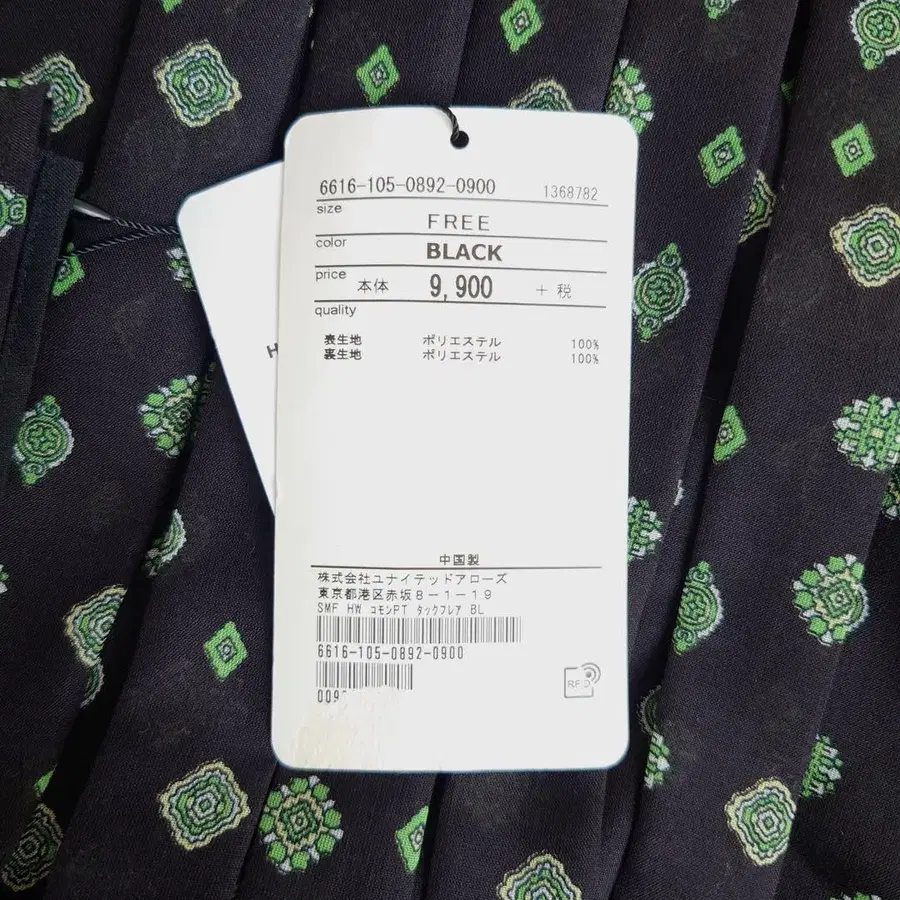 6616-105-0892-0900 1368782
size FREE
color BLACK
price 本体 9,900 + 税
quality
表生地 ポリエステル 100%
裏生地 ポリエステル 100%
中国製
株式会社ユナイテッドアローズ
東京都港区赤坂8-1-19
SMF HW コモンPT タックフレア BL
6616-105-0892-0900
RFID